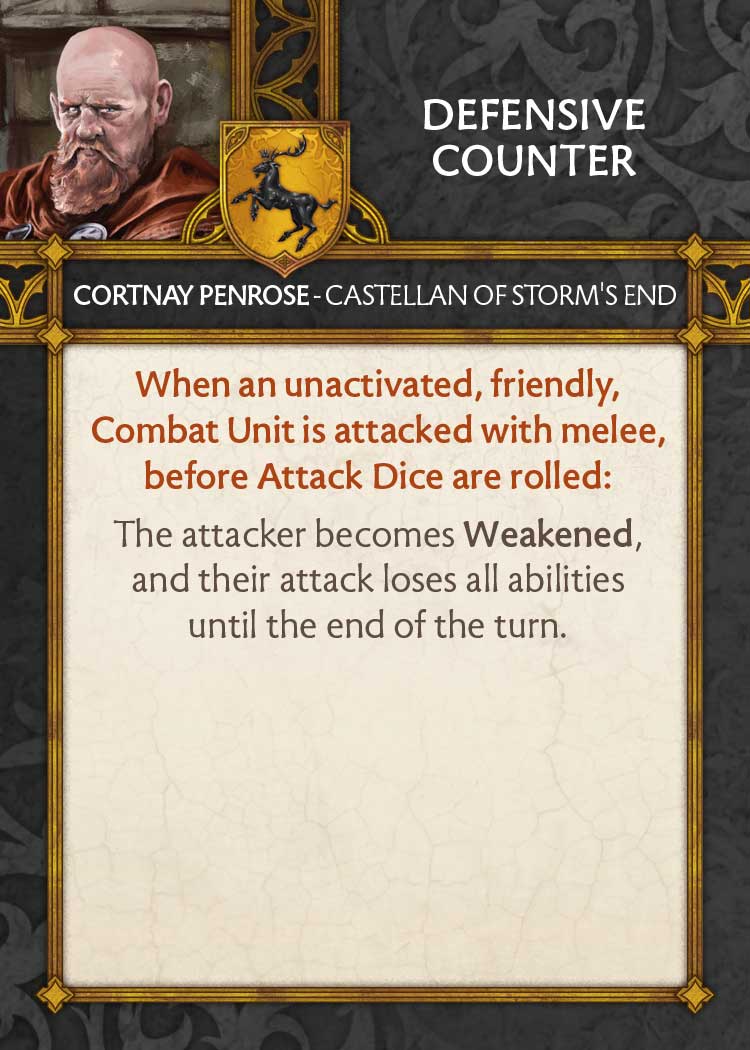 DEFENSIVE
COUNTER
CORTNAY PENROSE - CASTELLAN OF STORM'S END
When an unactivated, friendly,
Combat Unit is attacked with melee,
before Attack Dice are rolled:
The attacker becomes Weakened,
and their attack loses all abilities
until the end of the turn.